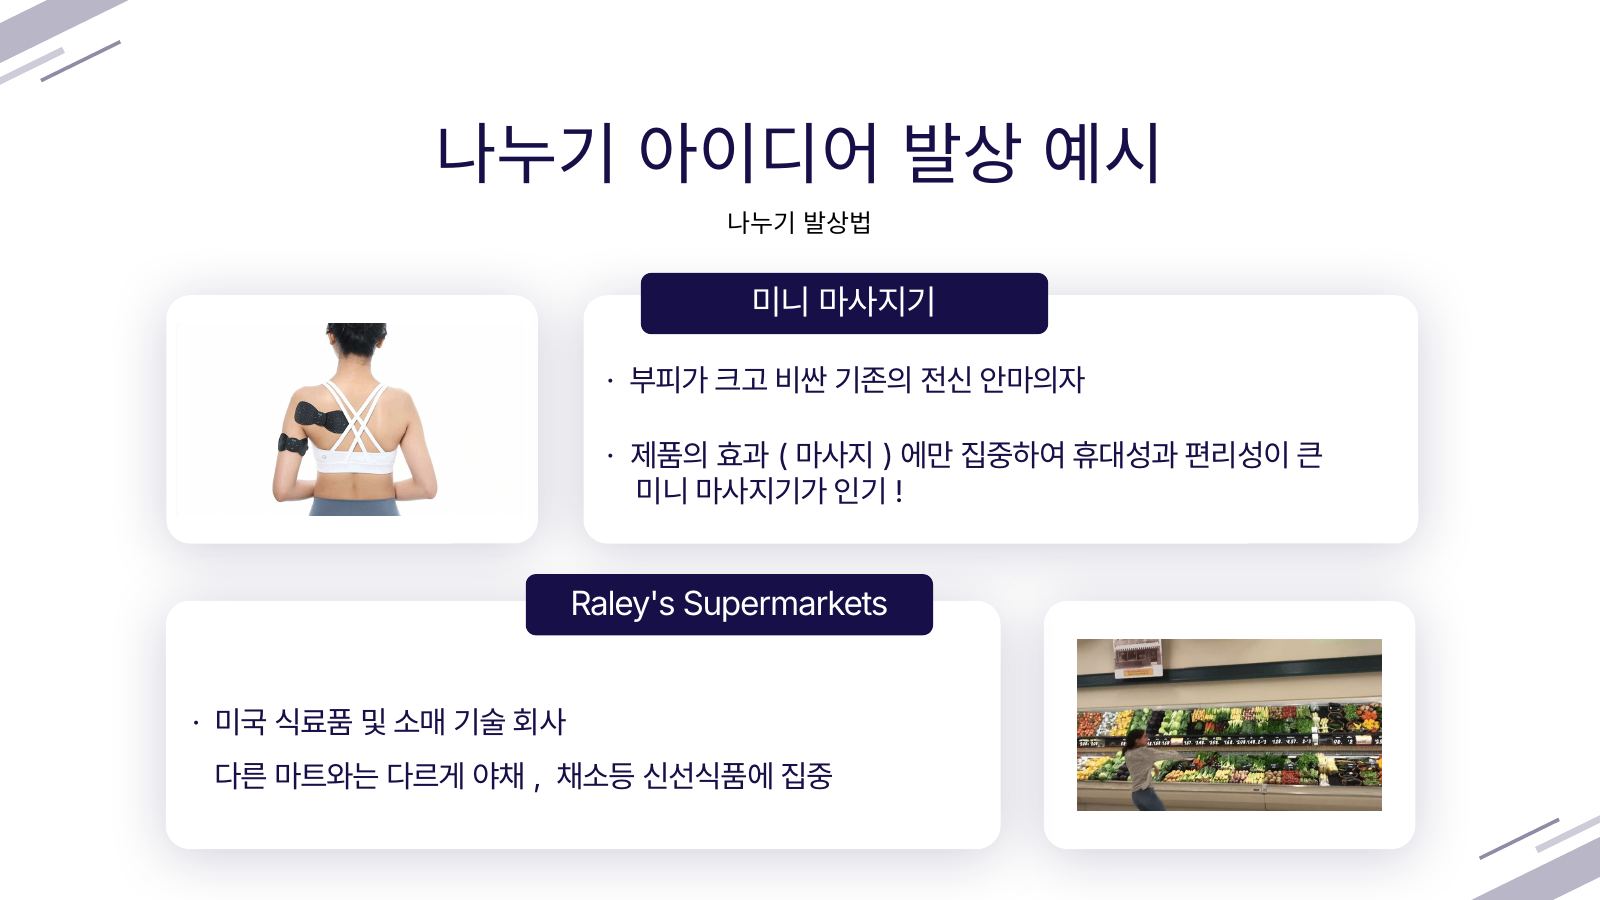 나누기 아이디어 발상 예시
나누기 발상법
미니 마사지기
· 부피가 크고 비싼 기존의 전신 안마의자
· 제품의 효과 ( 마사지 ) 에만 집중하여 휴대성과 편리성이 큰
미니 마사지기가 인기 !
Raley's Supermarkets
· 미국 식료품 및 소매 기술 회사
다른 마트와는 다르게 야채 , 채소등 신선식품에 집중